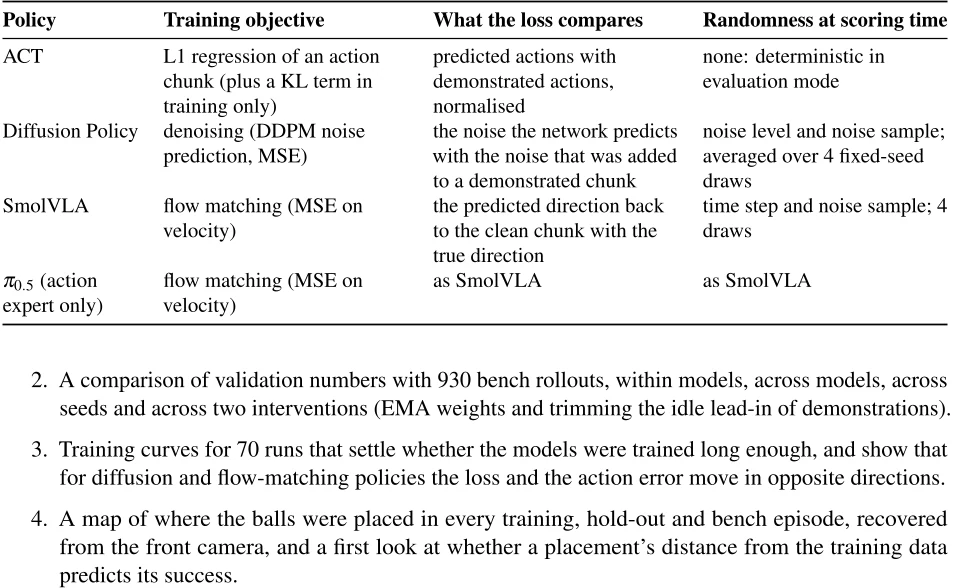 Policy Training objective What the loss compares Randomness at scoring time
ACT L1 regression of an action predicted actions with none: deterministic in
chunk (plus a KL term in demonstrated actions, evaluation mode
training only) normalised
Diffusion Policy denoising (DDPM noise the noise the network predicts noise level and noise sample;
prediction, MSE) with the noise that was added averaged over 4 fixed-seed
to a demonstrated chunk draws
SmolVLA flow matching (MSE on the predicted direction back time step and noise sample; 4
velocity) to the clean chunk with the draws
true direction
π0.5 (action flow matching (MSE on as SmolVLA as SmolVLA
expert only) velocity)
2. A comparison of validation numbers with 930 bench rollouts, within models, across models, across
seeds and across two interventions (EMA weights and trimming the idle lead-in of demonstrations).
3. Training curves for 70 runs that settle whether the models were trained long enough, and show that
for diffusion and flow-matching policies the loss and the action error move in opposite directions.
4. A map of where the balls were placed in every training, hold-out and bench episode, recovered
from the front camera, and a first look at whether a placement's distance from the training data
predicts its success.